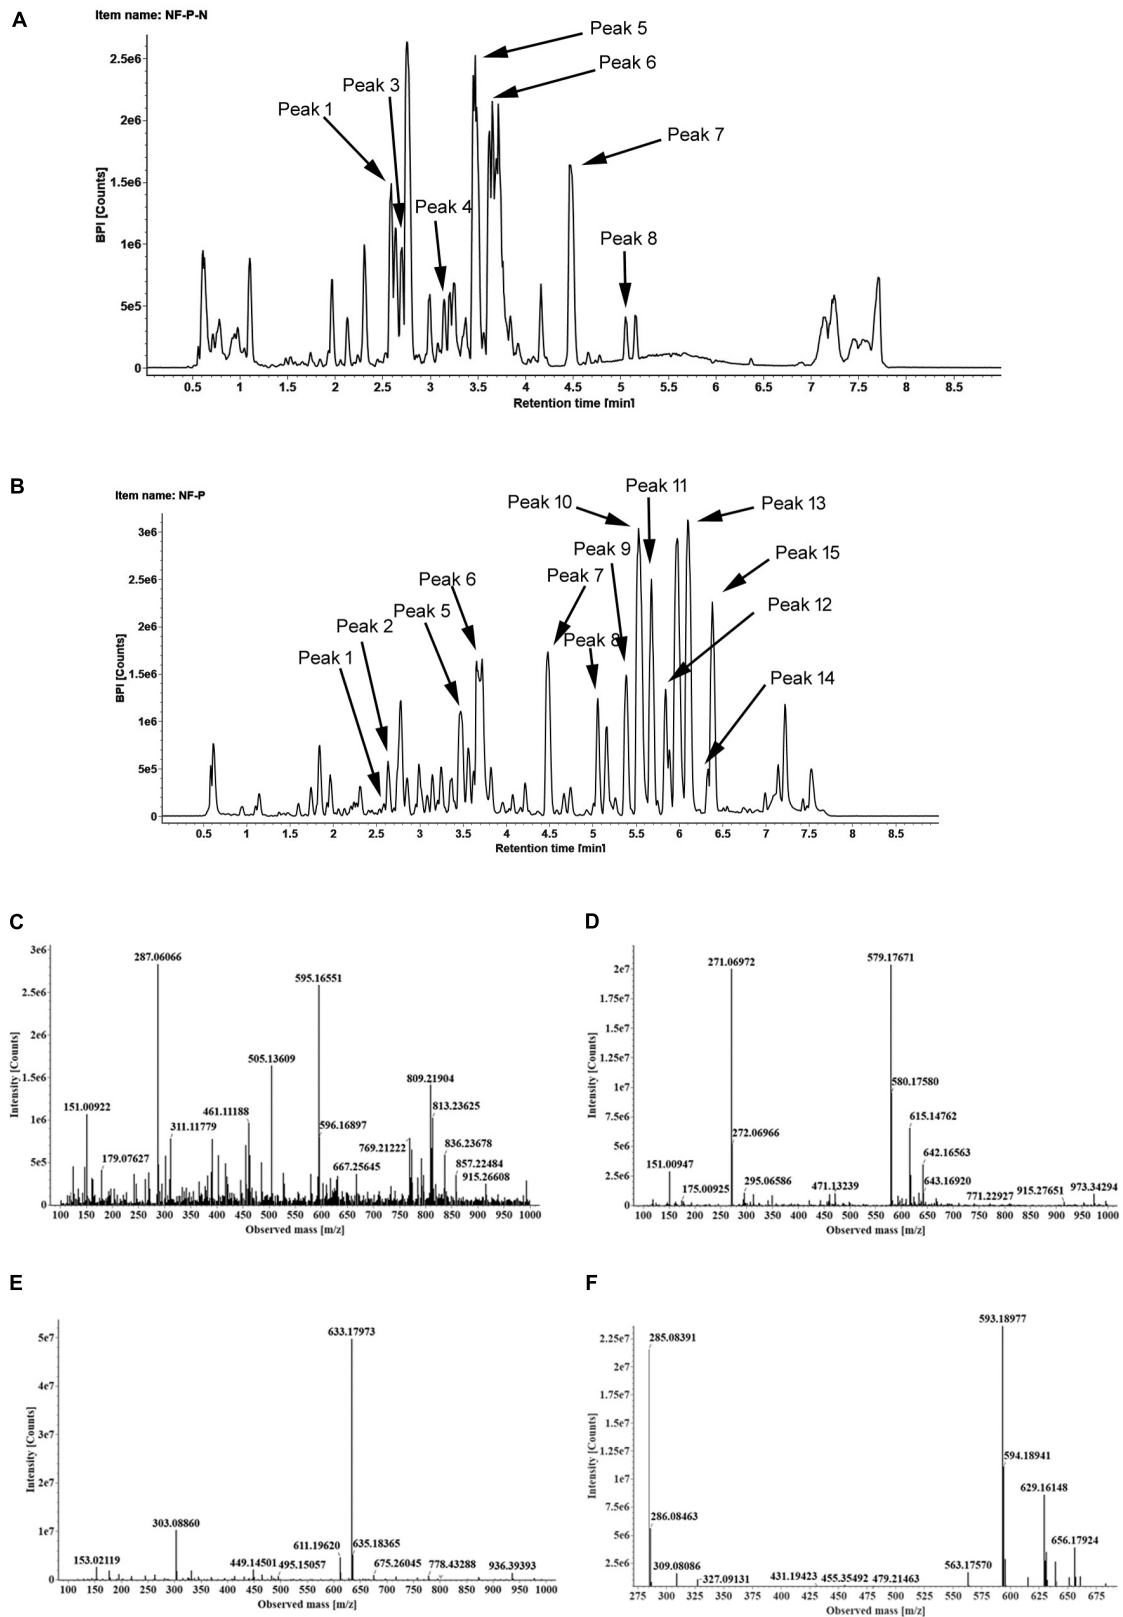 A
Item name: NF-P-N
Peak 5
Peak 6
Peak 3
Peak 1
Peak 7
Peak 4
Peak 8
BPI [Counts]
2.5e6
2e6
1.5e6
1e6
5e5
0
0.5 1 1.5 2 2.5 3 3.5 4 4.5 5 5.5 6 6.5 7 7.5 8 8.5
Retention time [min]
B
Item name: NF-P
Peak 11
Peak 10
Peak 13
Peak 9
Peak 15
Peak 6
Peak 7
Peak 5
Peak 12
Peak 2
Peak 8
Peak 1
Peak 14
BPI [Counts]
3e6
2.5e6
2e6
1.5e6
1e6
5e5
0
0.5 1 1.5 2 2.5 3 3.5 4 4.5 5 5.5 6 6.5 7 7.5 8 8.5
Retention time [min]
C
Intensity [Counts]
3e6
2.5e6
2e6
1.5e6
1e6
5e5
0
287.06066
595.16551
505.13609
809.21904
151.00922
461.11188
813.23625
311.11779
596.16897
769.21222
836.23678
179.07627
667.25645
857.22484
915.26608
100 150 200 250 300 350 400 450 500 550 600 650 700 750 800 850 900 950 1000
Observed mass [m/z]
D
Intensity [Counts]
2e7
1.75e7
1.5e7
1.25e7
1e7
7.5e6
5e6
2.5e6
0
271.06972
579.17671
580.17580
615.14762
272.06966
642.16563
151.00947
295.06586
471.13239
643.16920
175.00925
771.22927
915.27651
973.34294
100 150 200 250 300 350 400 450 500 550 600 650 700 750 800 850 900 950 1000
Observed mass [m/z]
E
Intensity [Counts]
5e7
4e7
3e7
2e7
1e7
0
633.17973
303.08860
611.19620
635.18365
153.02119
449.14501
495.15057
675.26045
778.43288
936.39393
100 150 200 250 300 350 400 450 500 550 600 650 700 750 800 850 900 950 1000
Observed mass [m/z]
F
Intensity [Counts]
2.25e7
2e7
1.75e7
1.5e7
1.25e7
1e7
7.5e6
5e6
2.5e6
593.18977
285.08391
594.18941
629.16148
286.08463
656.17924
309.08086
563.17570
327.09131
431.19423
455.35492
479.21463
275 300 325 350 375 400 425 450 475 500 525 550 575 600 625 650 675
Observed mass [m/z]